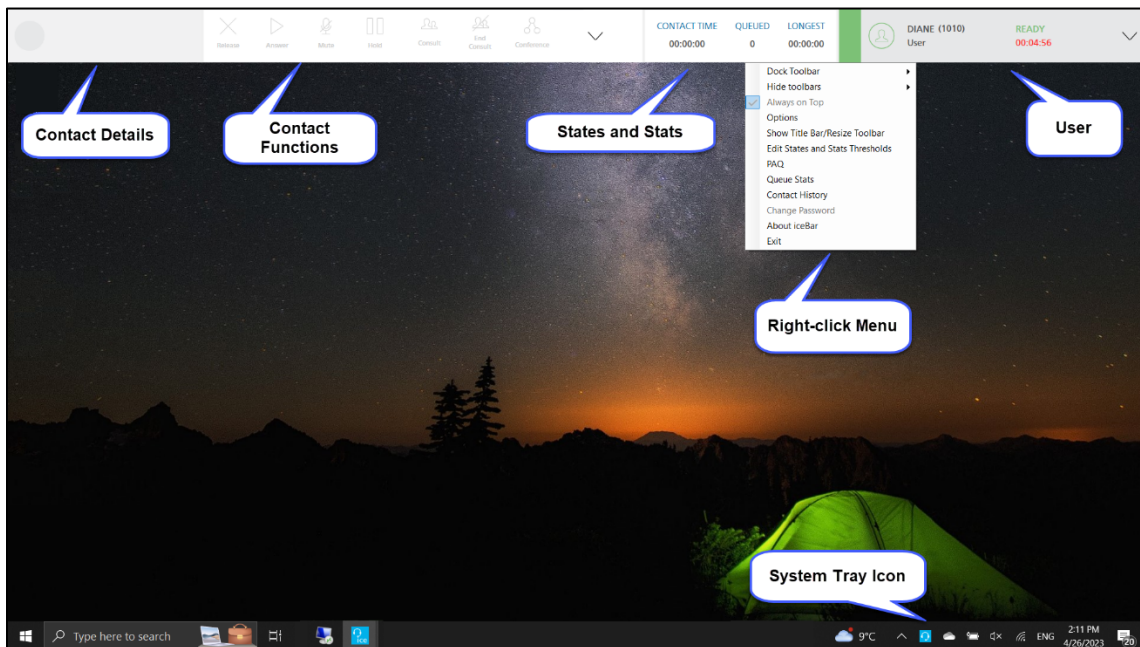 Release
Answer
Mute
Hold
Consult
End
Consult
Conference
CONTACT TIME
QUEUED
LONGEST
00:00:00
0
00:00:00
DIANE (1010)
User
READY
00:04:56
Contact Details
Contact
Functions
States and Stats
User
Dock Toolbar
Hide toolbars
Always on Top
Options
Show Title Bar/Resize Toolbar
Edit States and Stats Thresholds
PAQ
Queue Stats
Contact History
Change Password
About iceBar
Exit
Right-click Menu
System Tray Icon
Type here to search
ice
9°C
ENG
2:11 PM
4/26/2023
20